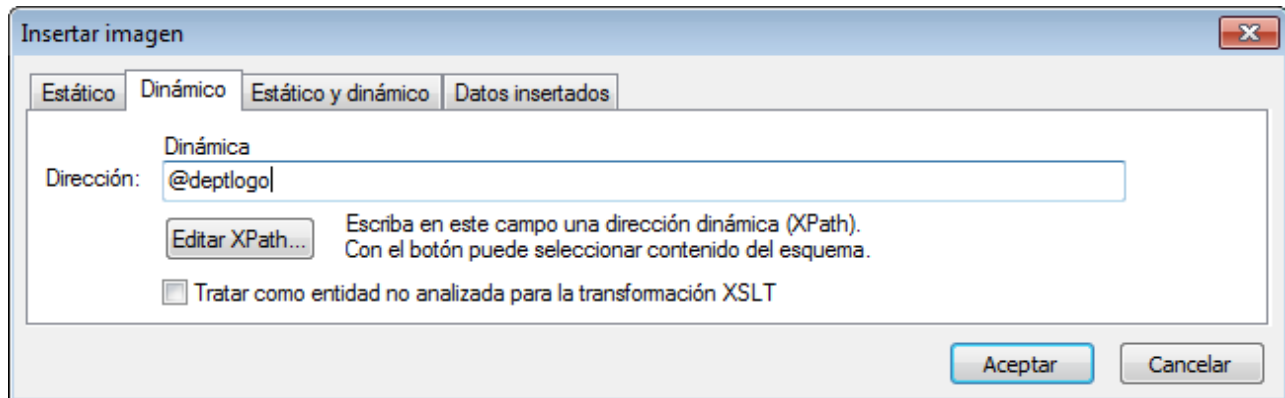 Insertar imagen
Estático Dinámico Estático y dinámico Datos insertados
Dinámica
Dirección: @deptlogo
Editar XPath... Escriba en este campo una dirección dinámica (XPath).
Con el botón puede seleccionar contenido del esquema.
Tratar como entidad no analizada para la transformación XSLT
Aceptar Cancelar